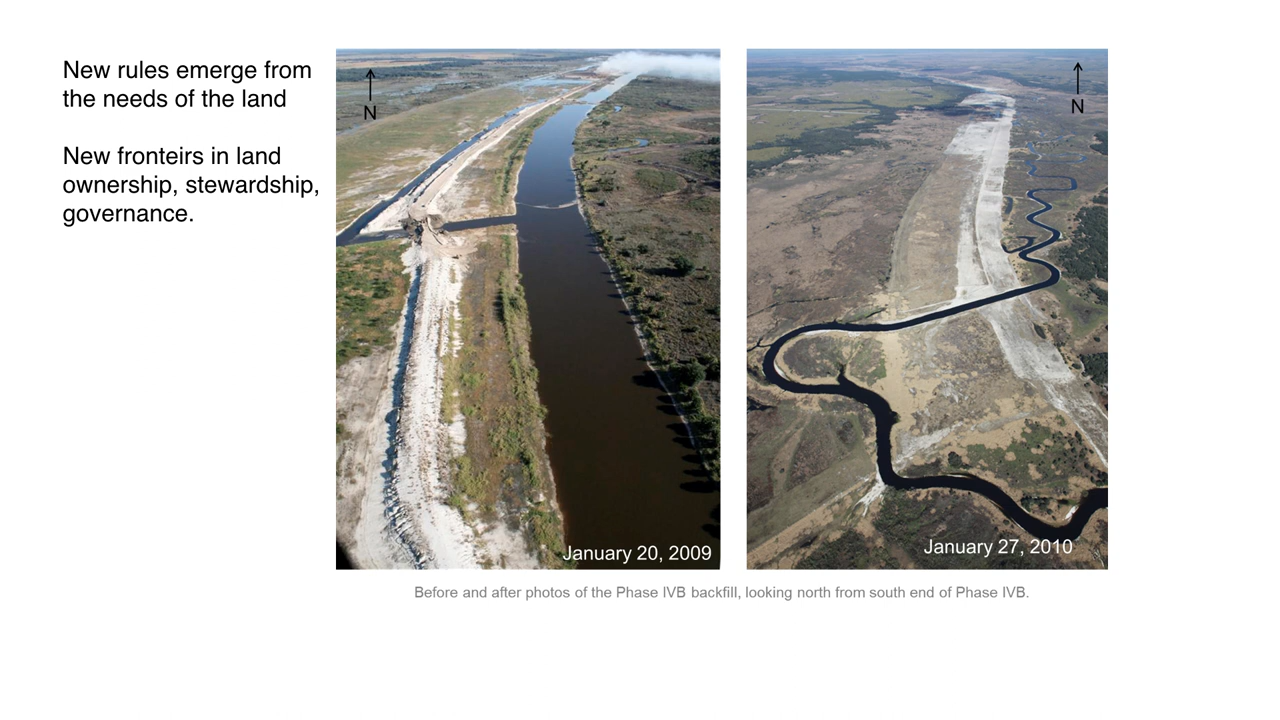 New rules emerge from
the needs of the land
New fronteirs in land
ownership, stewardship,
governance.
N
January 20, 2009
N
January 27, 2010
Before and after photos of the Phase IVB backfill, looking north from south end of Phase IVB.